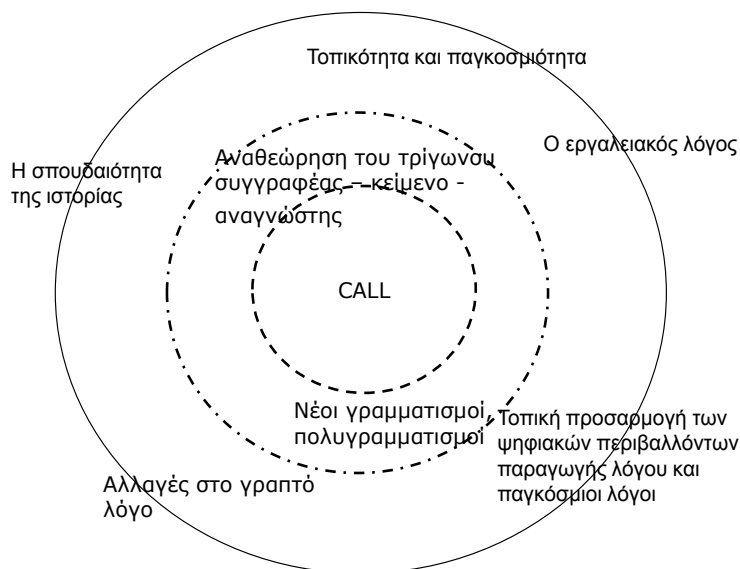 Τοπικότητα και παγκοσμιότητα
Ο εργαλειακός λόγος
Η σπουδαιότητα
της ιστορίας
Αναθεώρηση του τρίγωνου
συγγραφέας – κείμενο -
αναγνώστης
CALL
Νέοι γραμματισμοί,
πολυγραμματισμοί
Τοπική προσαρμογή των
ψηφιακών περιβαλλόντων
παραγωγής λόγου και
παγκόσμιοι λόγοι
Αλλαγές στο γραπτό
λόγο